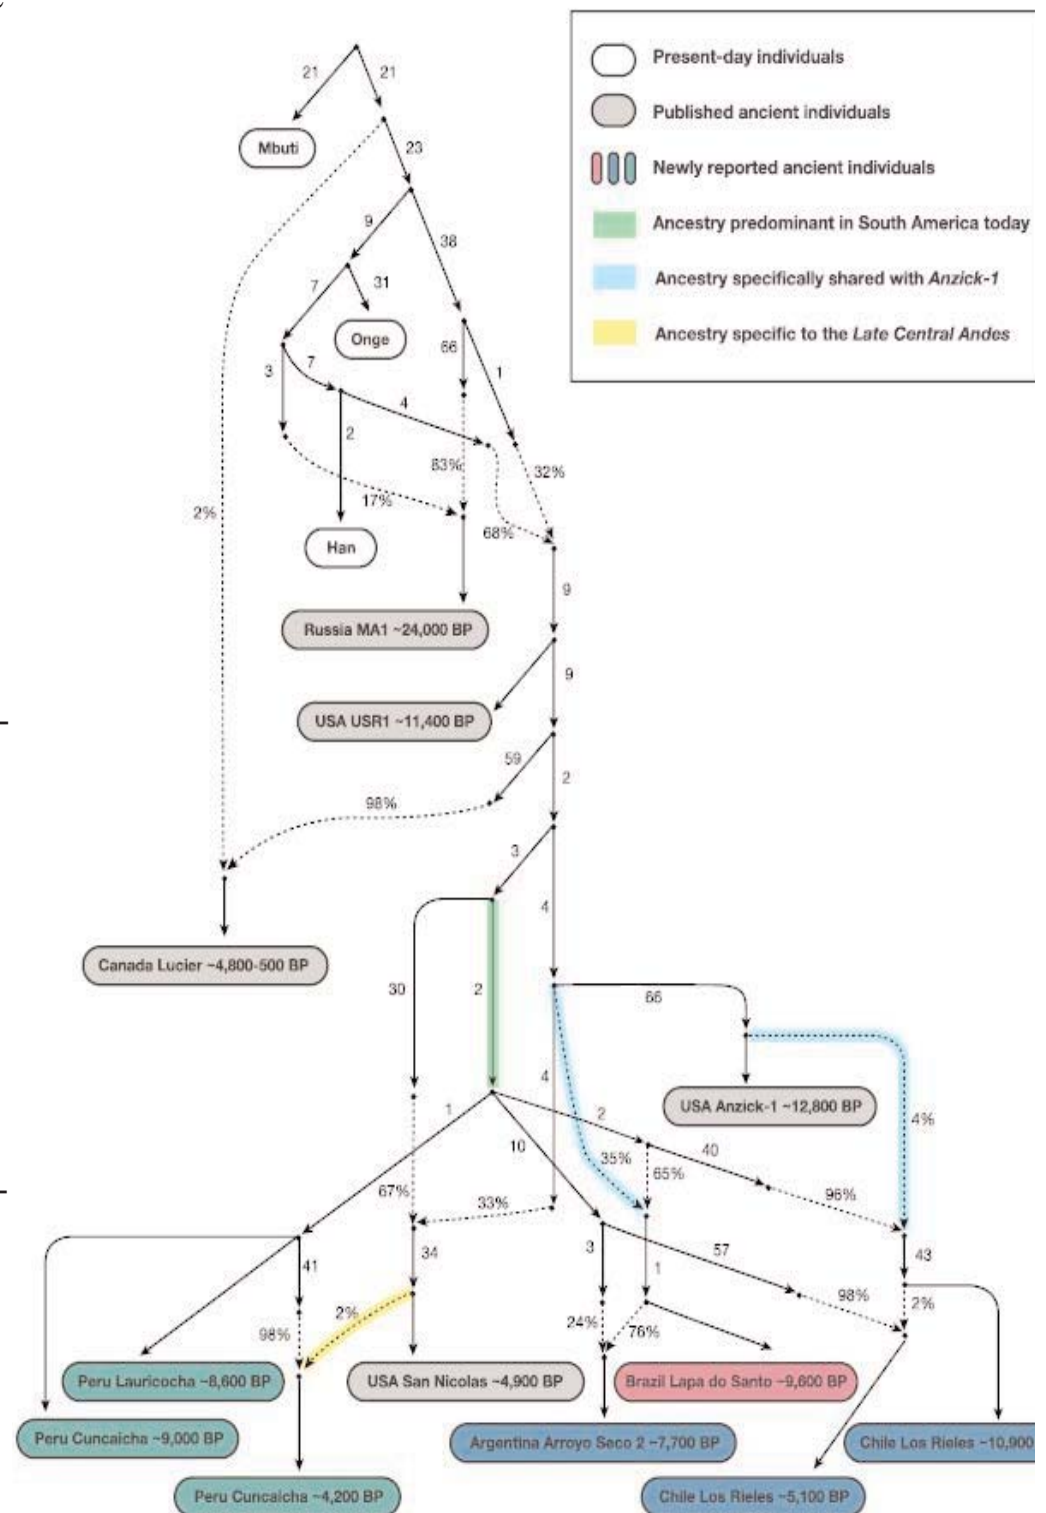 21
21
Mbuti
23
9
38
7
31
Onge
3
7
66
1
4
2
83%
32%
17%
2%
68%
Han
9
Russia MA1 ~24,000 BP
9
USA USR1 ~11,400 BP
59
2
98%
3
4
Canada Lucier ~4,800-500 BP
30
2
66
4
USA Anzick-1 ~12,800 BP
1
2
4%
10
40
35%
65%
67%
96%
33%
34
3
57
43
41
1
2%
98%
2%
24%
76%
98%
Peru Lauricocha ~8,600 BP
USA San Nicolas ~4,900 BP
Brazil Lapa do Santo ~9,600 BP
Peru Cuncaicha ~9,000 BP
Argentina Arroyo Seco 2 ~7,700 BP
Chile Los Rieles ~10,900
Peru Cuncaicha ~4,200 BP
Chile Los Rieles ~5,100 BP
Present-day individuals
Published ancient individuals
Newly reported ancient individuals
Ancestry predominant in South America today
Ancestry specifically shared with Anzick-1
Ancestry specific to the Late Central Andes